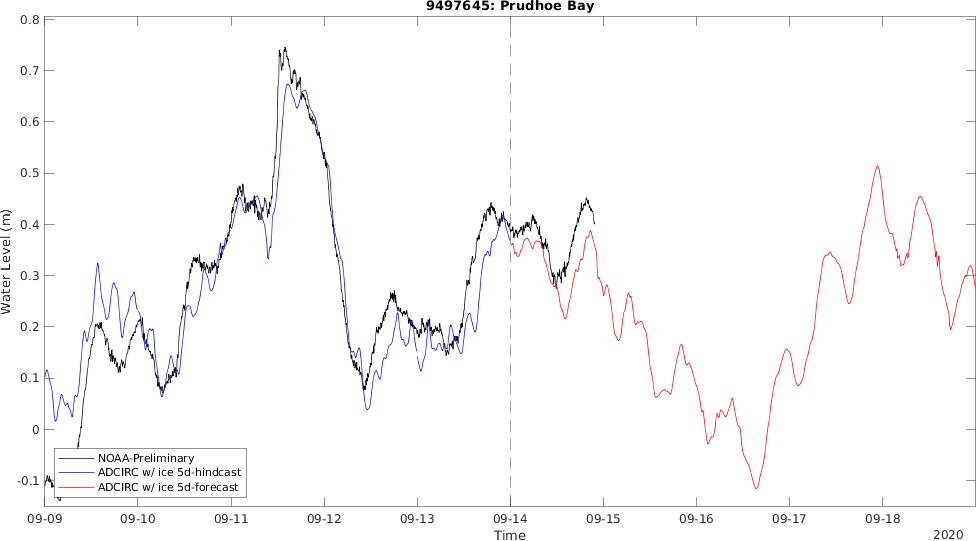 9497645: Prudhoe Bay
Water Level (m)
0.8
0.7
0.6
0.5
0.4
0.3
0.2
0.1
0
-0.1
NOAA-Preliminary
ADCIRC w/ ice 5d-hindcast
ADCIRC w/ ice 5d-forecast
09-09 09-10 09-11 09-12 09-13 09-14 09-15 09-16 09-17 09-18
Time
2020